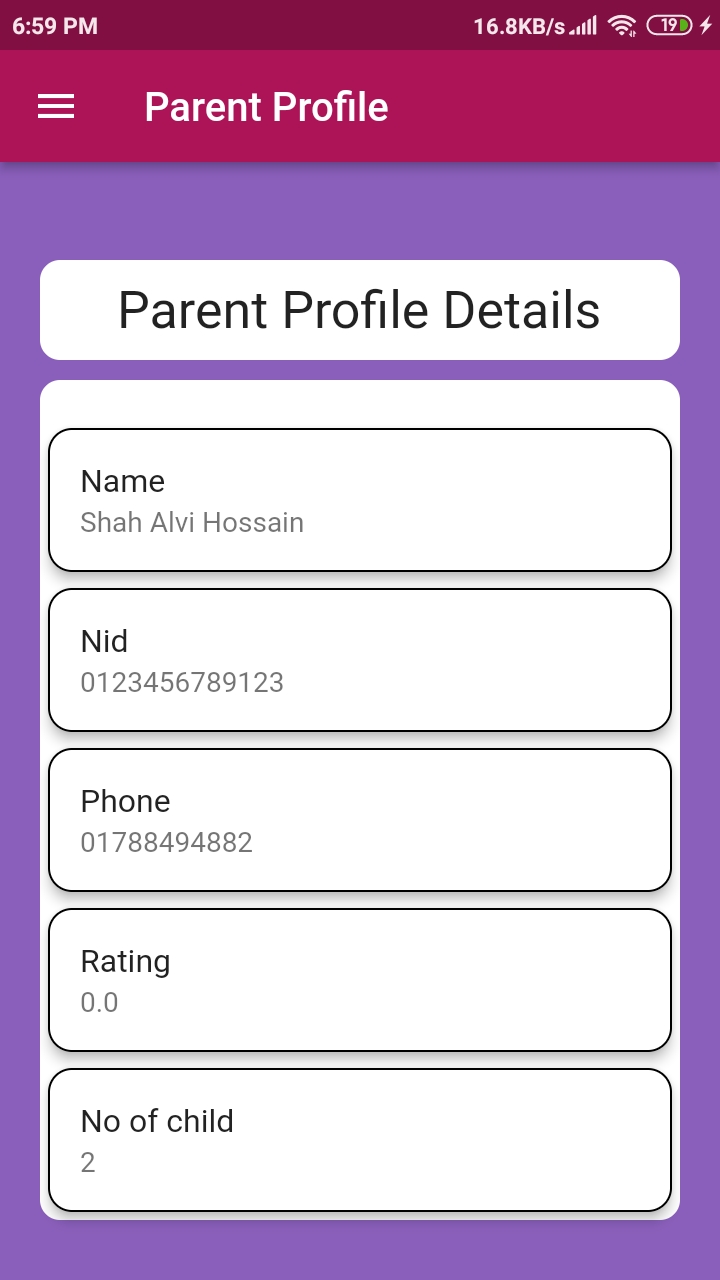 6:59 PM 16.8KB/s 19
Parent Profile
Parent Profile Details
Name
Shah Alvi Hossain
Nid
0123456789123
Phone
01788494882
Rating
0.0
No of child
2